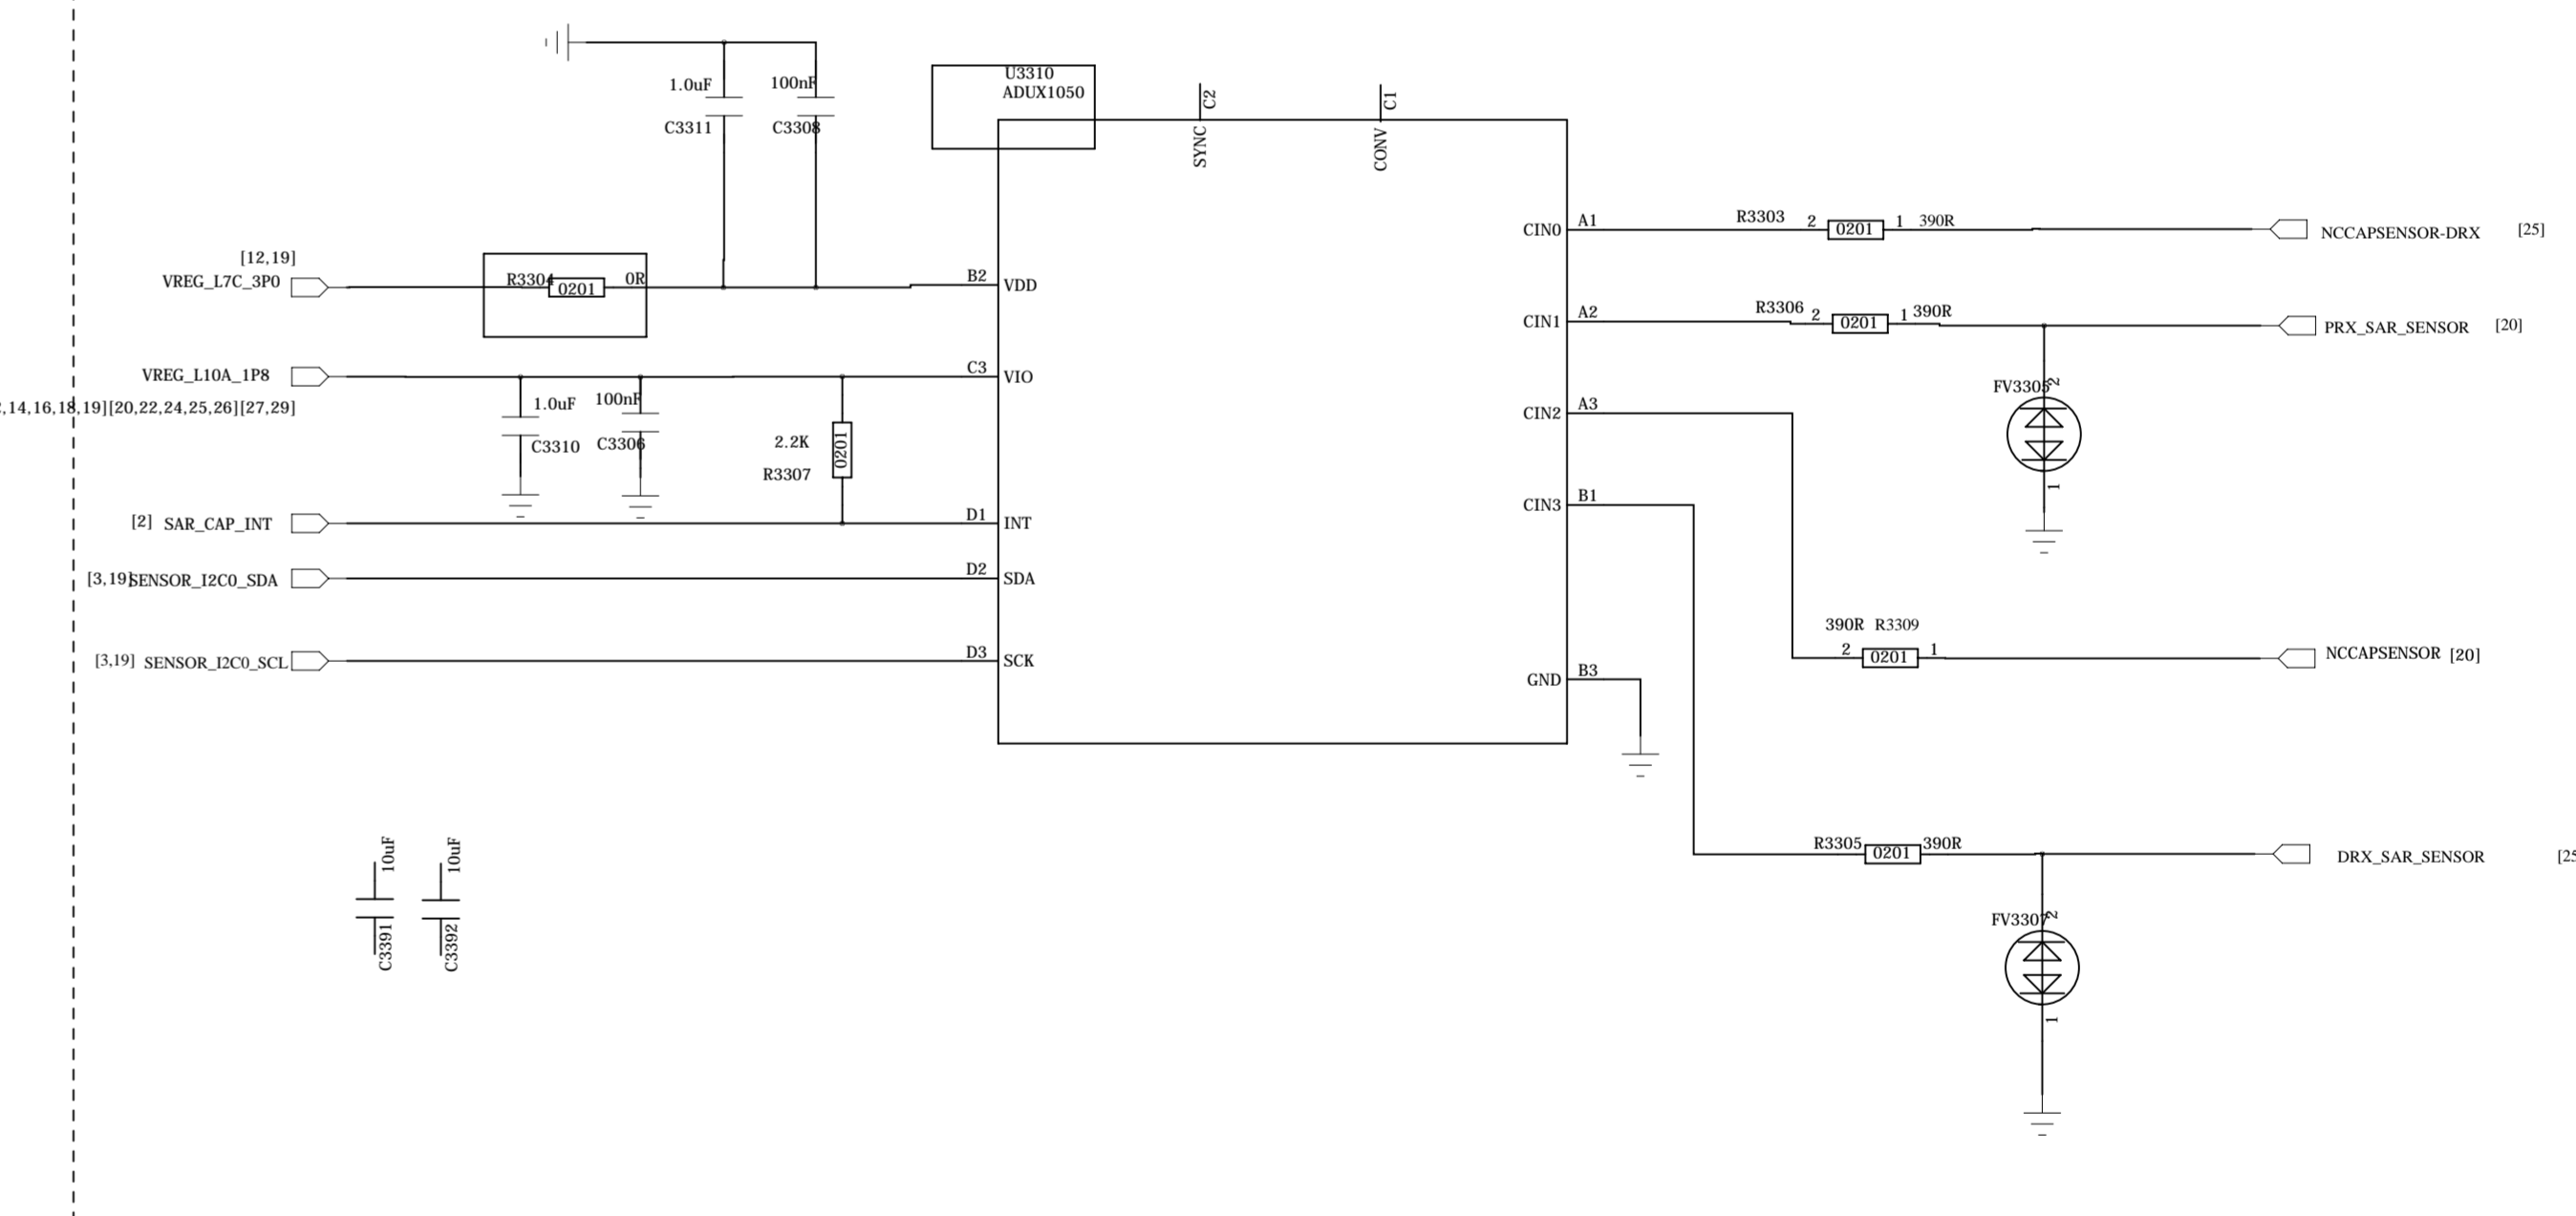 U3310
ADUX1050
1.0uF
100nF
C3311
C3308
C2
C1
SYNC
CONV
CIN0
A1
R3303
2
0201
1
390R
NCCAPSENSOR-DRX
[25]
[12,19]
VREG_L7C_3P0
R3304
0201
0R
B2
VDD
CIN1
A2
R3306
2
0201
1
390R
PRX_SAR_SENSOR
[20]
VREG_L10A_1P8
C3
VIO
,14,16,18,19][20,22,24,25,26][27,29]
1.0uF
100nF
C3310
C3306
2.2K
0201
R3307
CIN2
A3
FV3305
2
1
CIN3
B1
[2]
SAR_CAP_INT
D1
INT
[3,19]
SENSOR_I2C0_SDA
D2
SDA
[3,19]
SENSOR_I2C0_SCL
D3
SCK
390R
R3309
2
0201
1
NCCAPSENSOR
[20]
GND
B3
R3305
0201
390R
DRX_SAR_SENSOR
[25
10uF
10uF
C3391
C3392
FV3307
2
1